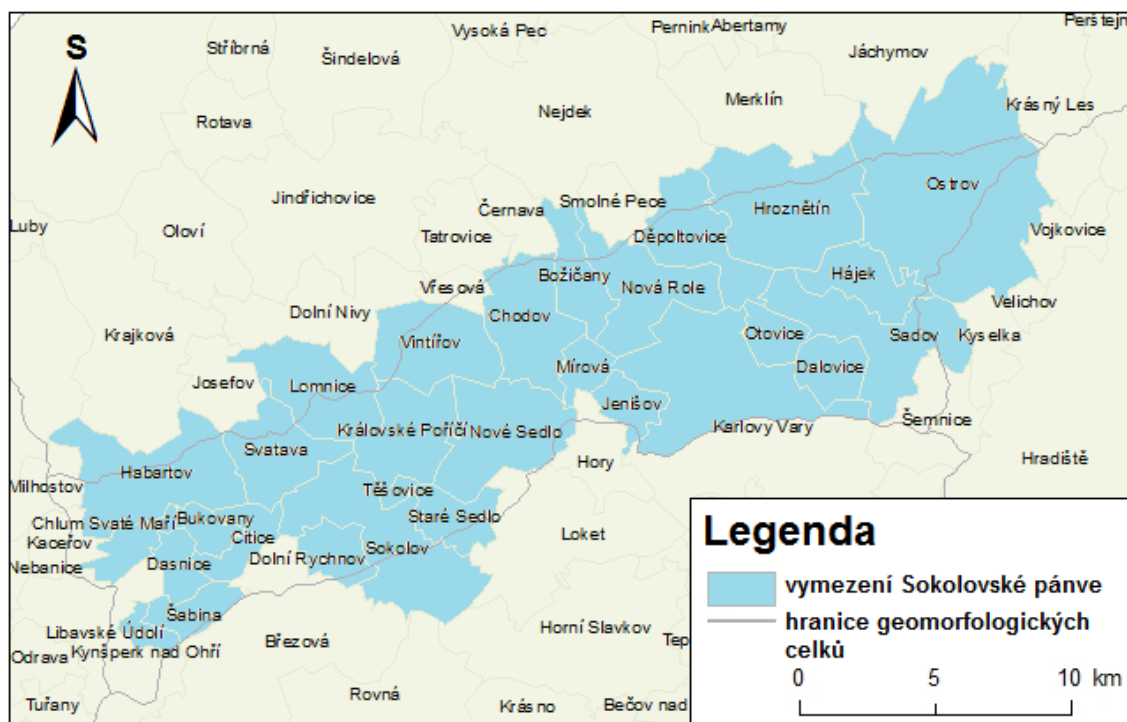 Vysoká Pec
Pernink
Abertamy
Perštejn
Stříbrná
Šindelová
Jáchymov
S
Merklín
Krásný Les
Nejdek
Rotava
Ostrov
Jindřichovice
Černava
Smolné Pece
Hroznětín
Luby
Oloví
Tatrovice
Děpoltovice
Vojkovice
Božičany
Hájek
Vřesová
Nová Role
Velichov
Dolní Nivy
Chodov
Krajková
Vintířov
Otovice
Sadov
Kyselka
Mírová
Dalovice
Josefov
Lomnice
Jenišov
Šemnice
Královské Poříčí
Nové Sedlo
Karlovy Vary
Svatava
Hory
Hradiště
Habartov
Milhostov
Těšovice
Chlum Svaté Maří
Bukovany
Staré Sedlo
Kaceřov
Citice
Loket
Nebanice
Dasnice
Dolní Rychnov
Sokolov
Šabina
Libavské Údolí
Březová
Horní Slavkov
Tep
Odrava
Kynšperk nad Ohří
Rovná
Tuřany
Krásno
Bečov nad
Legenda
vymezení Sokolovské pánve
hranice geomorfologických
celků
0 5 10 km